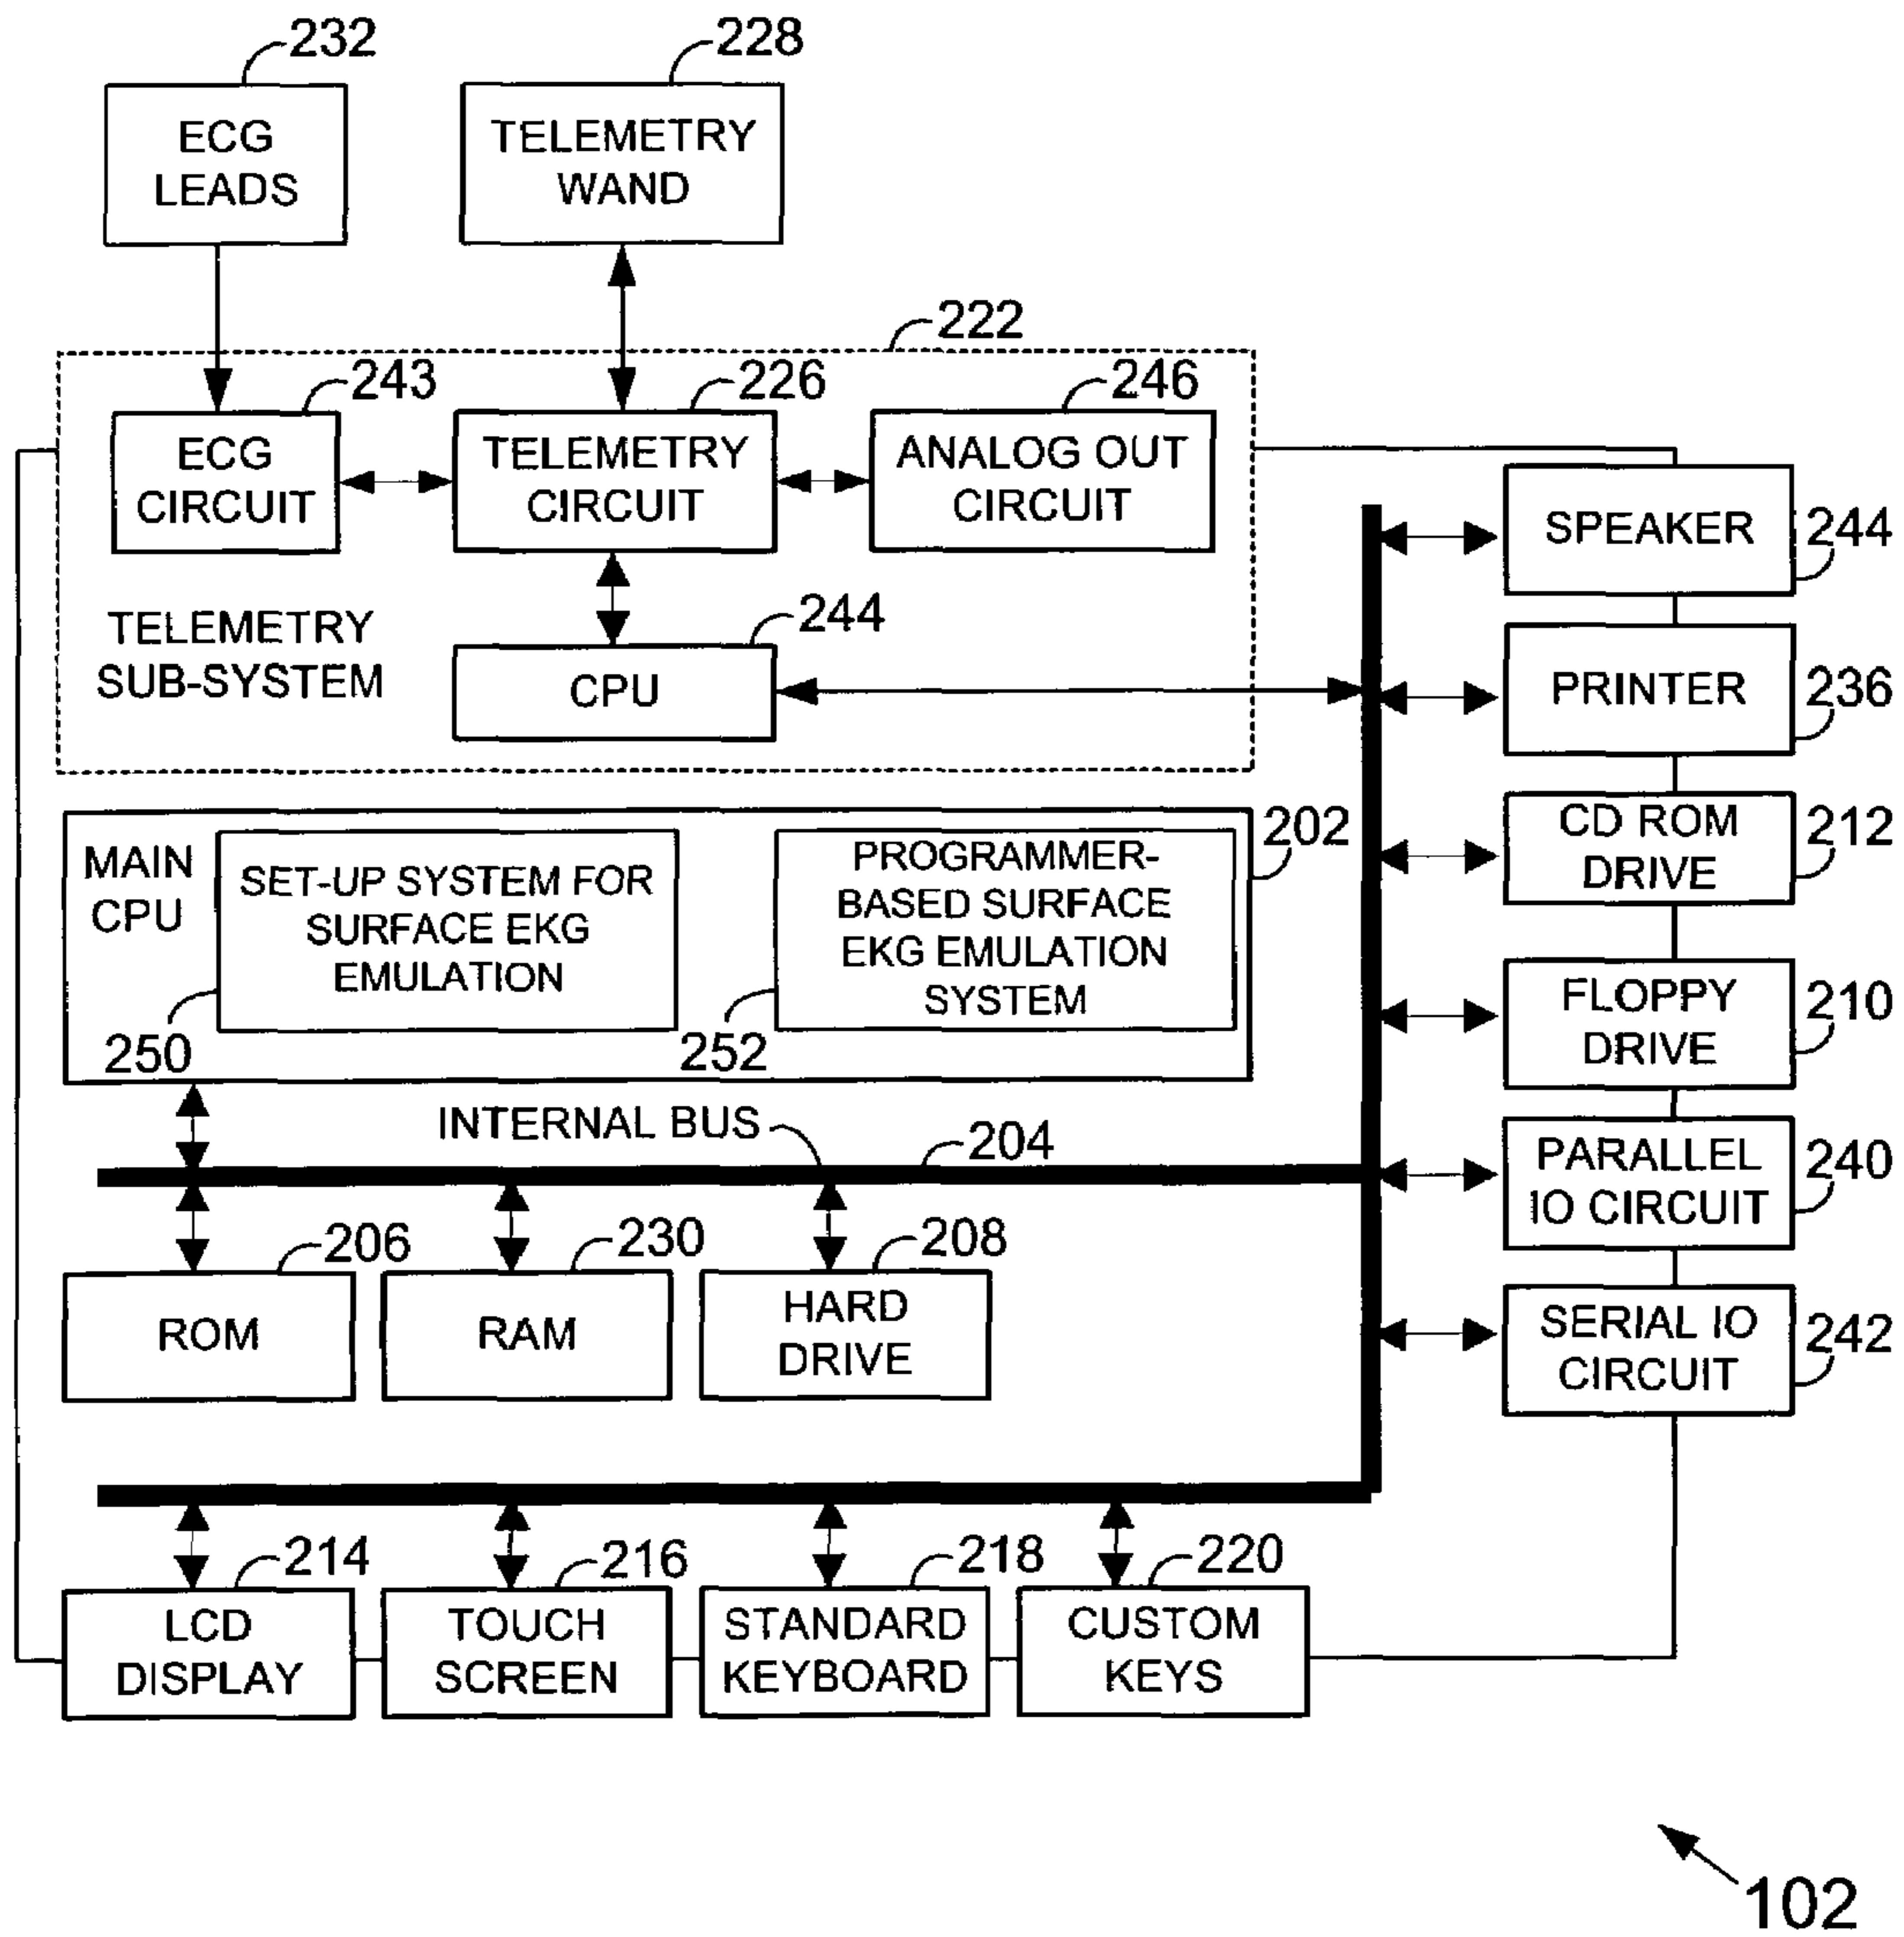 232
228
ECG
LEADS
TELEMETRY
WAND
222
243
226
246
ECG
CIRCUIT
TELEMETRY
CIRCUIT
ANALOG OUT
CIRCUIT
SPEAKER
244
TELEMETRY
SUB-SYSTEM
244
CPU
PRINTER
236
MAIN
CPU
SET-UP SYSTEM FOR
SURFACE EKG
EMULATION
250
PROGRAMMER-
BASED SURFACE
EKG EMULATION
SYSTEM
252
202
CD ROM
DRIVE
212
FLOPPY
DRIVE
210
INTERNAL BUS
204
PARALLEL
IO CIRCUIT
240
206
230
208
ROM
RAM
HARD
DRIVE
SERIAL IO
CIRCUIT
242
214
216
218
220
LCD
DISPLAY
TOUCH
SCREEN
STANDARD
KEYBOARD
CUSTOM
KEYS
102